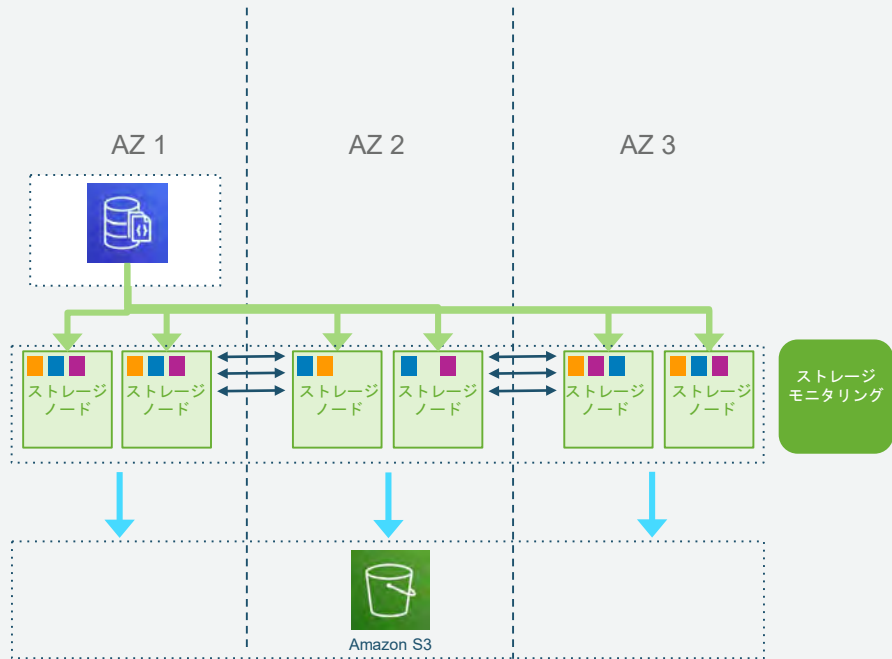 AZ 1
AZ 2
AZ 3
ストレージ
ノード
ストレージ
ノード
ストレージ
ノード
ストレージ
ノード
ストレージ
ノード
ストレージ
ノード
ストレージ
モニタリング
Amazon S3